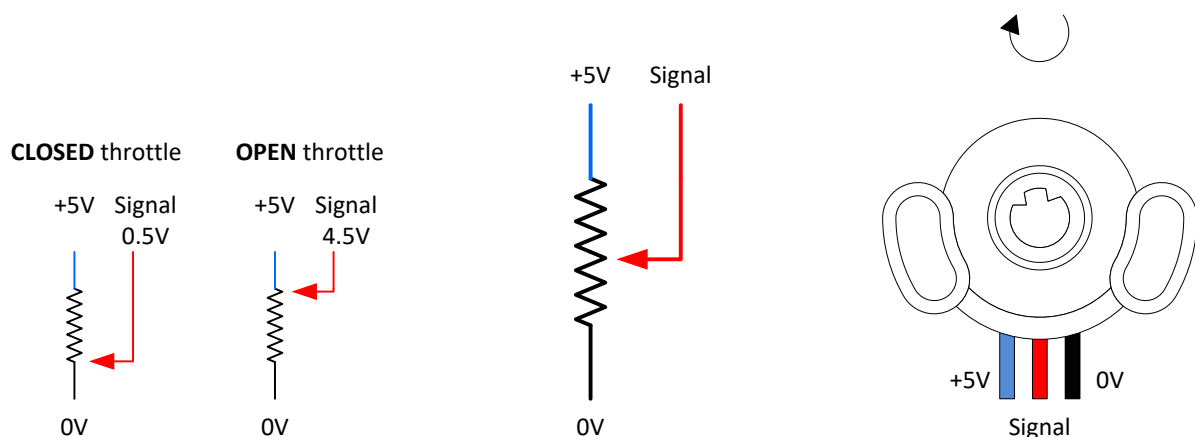 CLOSED throttle
+5V Signal
0.5V
0V
OPEN throttle
+5V Signal
4.5V
0V
+5V Signal
0V
+5V
0V
Signal